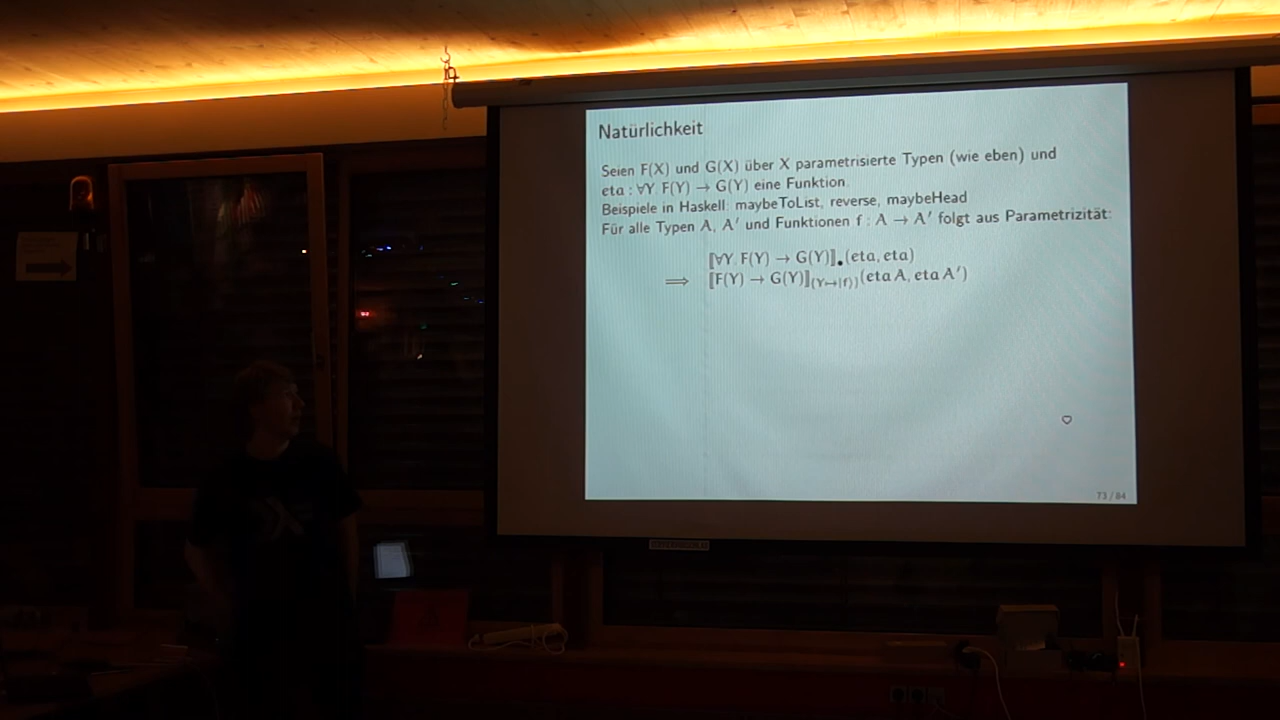 Natürlichkeit
Seien F(X) und G(X) über X parametrisierte Typen (wie eben) und
eta : ∀Y. F(Y) → G(Y) eine Funktion.
Beispiele in Haskell: maybeToList, reverse, maybeHead
Für alle Typen A, A′ und Funktionen f : A → A′ folgt aus Parametrizität:
⟦∀Y. F(Y) → G(Y)⟧•(eta, eta)
⟹ ⟦F(Y) → G(Y)⟧(Y↦⟨f⟩)(eta A, eta A′)
73 / 84